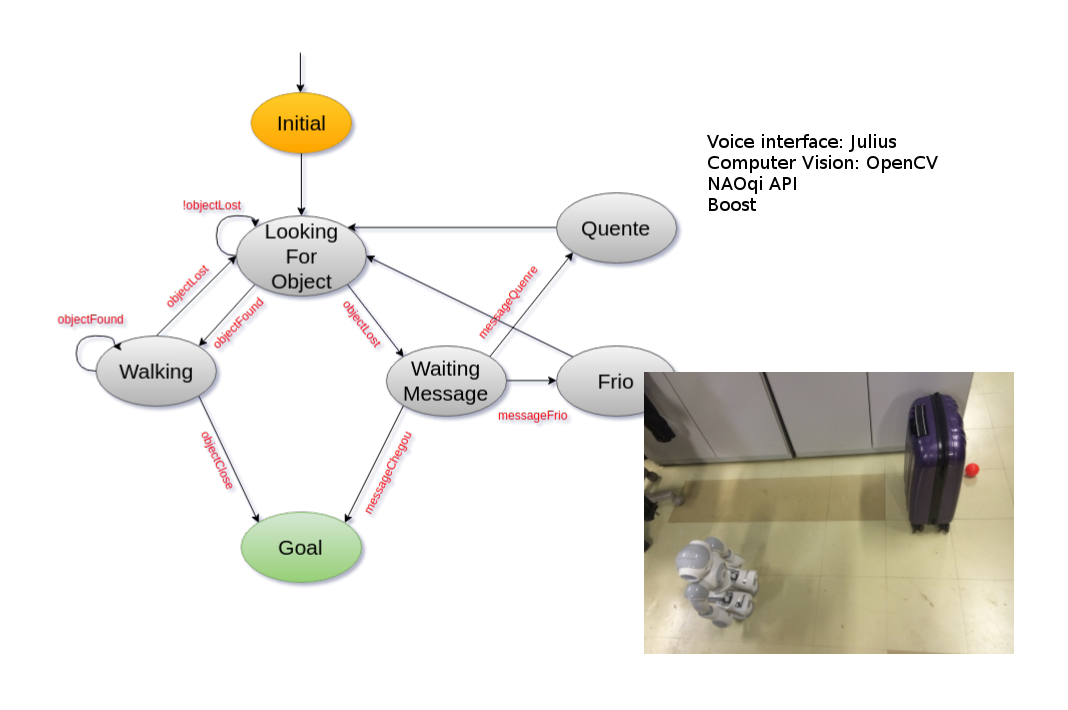 Initial
Voice interface: Julius
Computer Vision: OpenCV
NAOqi API
Boost
!objectLost
Looking
For
Object
Quente
objectLost
objectFound
objectLost
messageQuenre
objectFound
Walking
Waiting
Message
Frio
messageFrio
objectClose
messageChegou
Goal